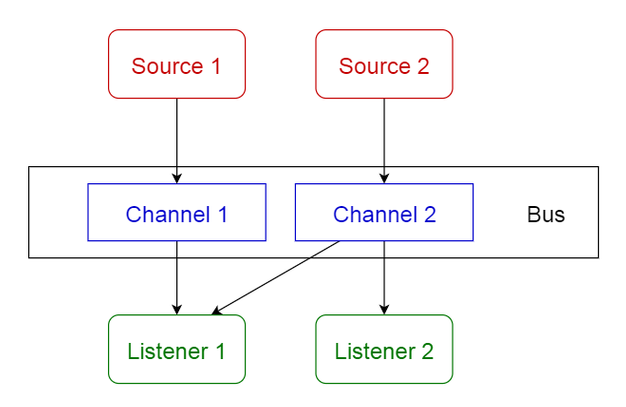 Source 1
Source 2
Channel 1
Channel 2
Bus
Listener 1
Listener 2